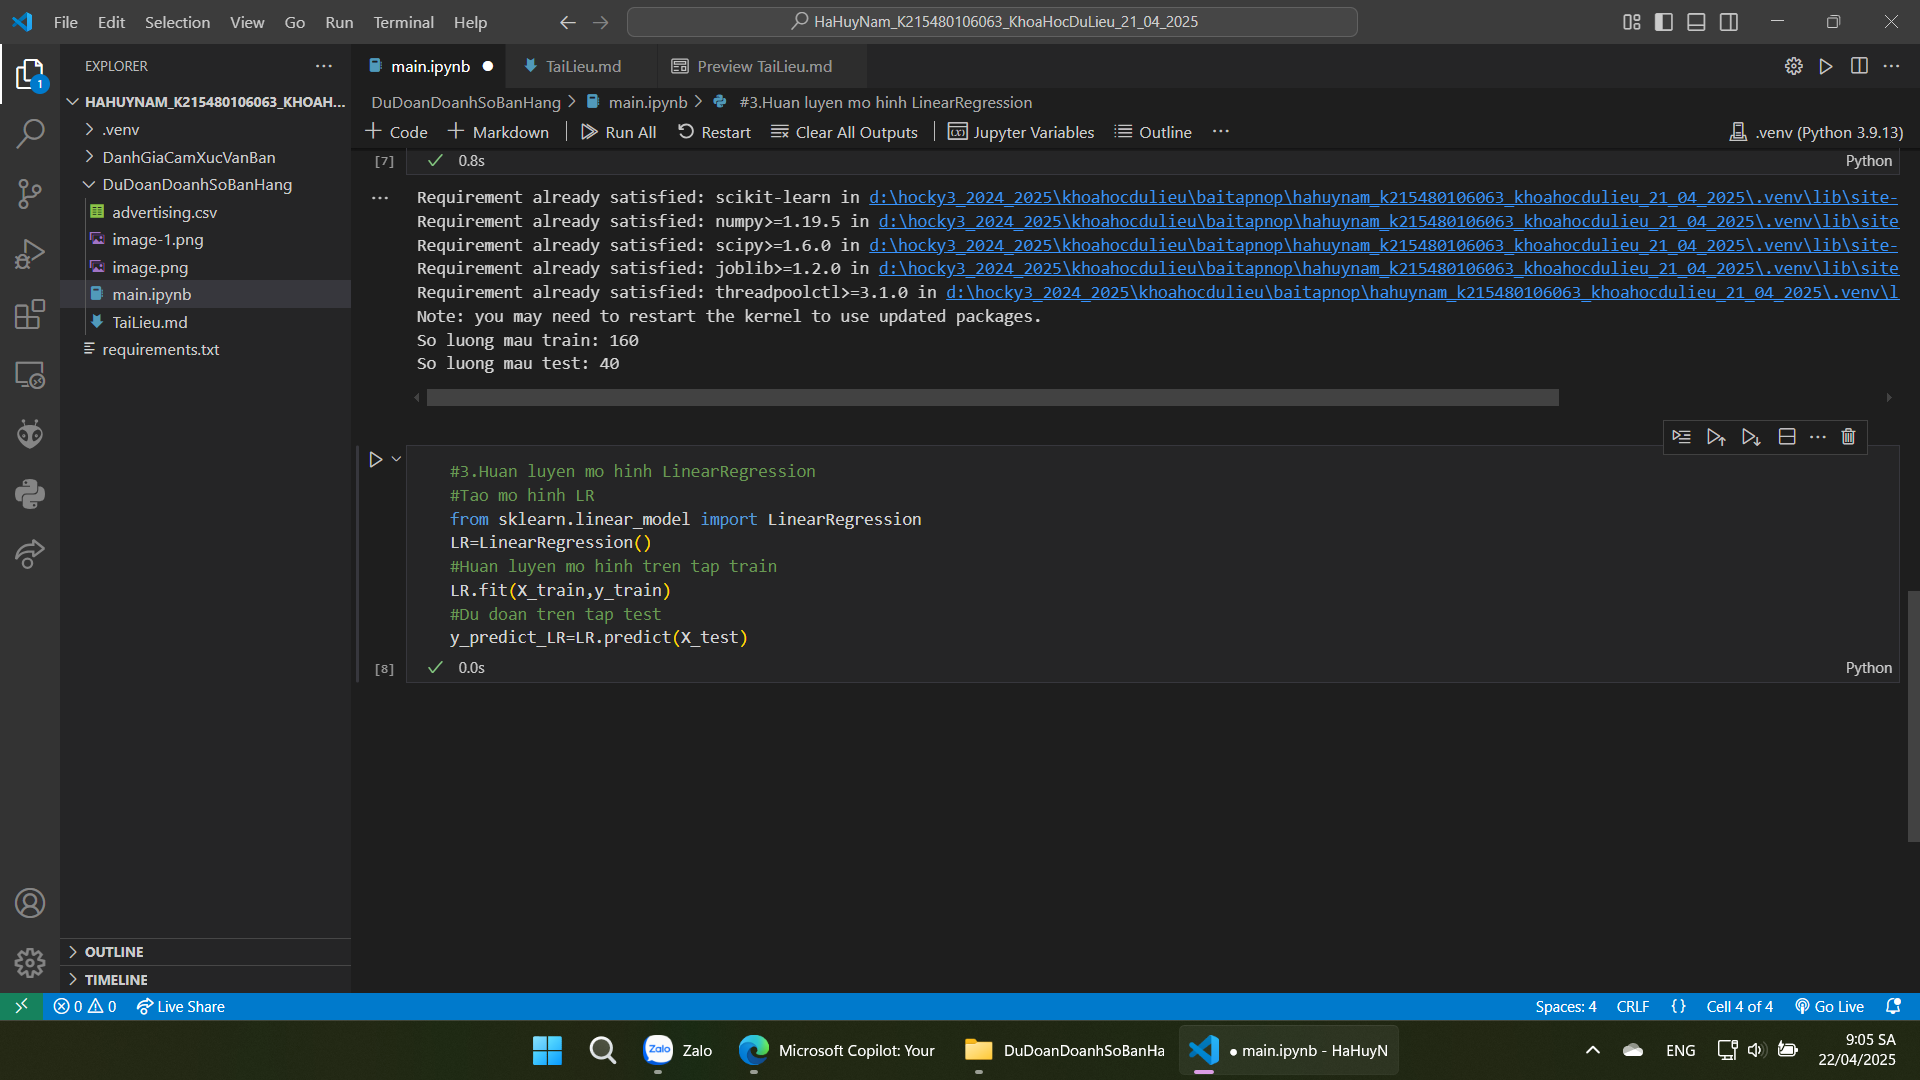 File Edit Selection View Go Run Terminal Help
HaHuyNam_K215480106063_KhoaHocDuLieu_21_04_2025
EXPLORER
1
HAHUYNAM_K215480106063_KHOAH...
.venv
DanhGiaCamXucVanBan
DuDoanDoanhSoBanHang
advertising.csv
image-1.png
image.png
main.ipynb
TaiLieu.md
requirements.txt
OUTLINE
TIMELINE
main.ipynb TaiLieu.md Preview TaiLieu.md
DuDoanDoanhSoBanHang > main.ipynb > #3.Huan luyen mo hinh LinearRegression
+ Code + Markdown Run All Restart Clear All Outputs Jupyter Variables Outline ... .venv (Python 3.9.13)
[7] 0.8s Python
Requirement already satisfied: scikit-learn in d:\hocky3_2024_2025\khoahocdulieu\baitapnop\hahuynam_k215480106063_khoahocdulieu_21_04_2025\.venv\lib\site-
Requirement already satisfied: numpy>=1.19.5 in d:\hocky3_2024_2025\khoahocdulieu\baitapnop\hahuynam_k215480106063_khoahocdulieu_21_04_2025\.venv\lib\site
Requirement already satisfied: scipy>=1.6.0 in d:\hocky3_2024_2025\khoahocdulieu\baitapnop\hahuynam_k215480106063_khoahocdulieu_21_04_2025\.venv\lib\site-
Requirement already satisfied: joblib>=1.2.0 in d:\hocky3_2024_2025\khoahocdulieu\baitapnop\hahuynam_k215480106063_khoahocdulieu_21_04_2025\.venv\lib\site
Requirement already satisfied: threadpoolctl>=3.1.0 in d:\hocky3_2024_2025\khoahocdulieu\baitapnop\hahuynam_k215480106063_khoahocdulieu_21_04_2025\.venv\l
Note: you may need to restart the kernel to use updated packages.
So luong mau train: 160
So luong mau test: 40
#3.Huan luyen mo hinh LinearRegression
#Tao mo hinh LR
from sklearn.linear_model import LinearRegression
LR=LinearRegression()
#Huan luyen mo hinh tren tap train
LR.fit(X_train,y_train)
#Du doan tren tap test
y_predict_LR=LR.predict(X_test)
[8] 0.0s Python
0 0 Live Share Spaces: 4 CRLF {} Cell 4 of 4 Go Live
Zalo Zalo Microsoft Copilot: Your DuDoanDoanhSoBanHa ● main.ipynb - HaHuyN ENG 9:05 SA
22/04/2025